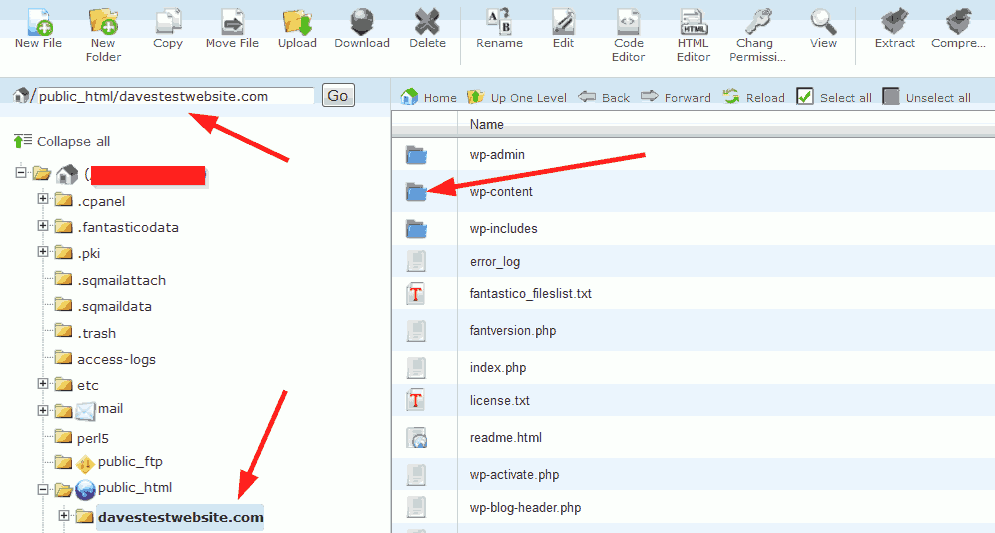 New File
New Folder
Copy
Move File
Upload
Download
Delete
Rename
Edit
Code Editor
HTML Editor
Chang Permissi...
View
Extract
Compre...
/ public_html/davestestwebsite.com
Go
Home
Up One Level
Back
Forward
Reload
Select all
Unselect all
Collapse all
(
)
.cpanel
.fantasticodata
.pki
.sqmailattach
.sqmaildata
.trash
access-logs
etc
mail
perl5
public_ftp
public_html
davestestwebsite.com
Name
wp-admin
wp-content
wp-includes
error_log
fantastico_fileslist.txt
fantversion.php
index.php
license.txt
readme.html
wp-activate.php
wp-blog-header.php